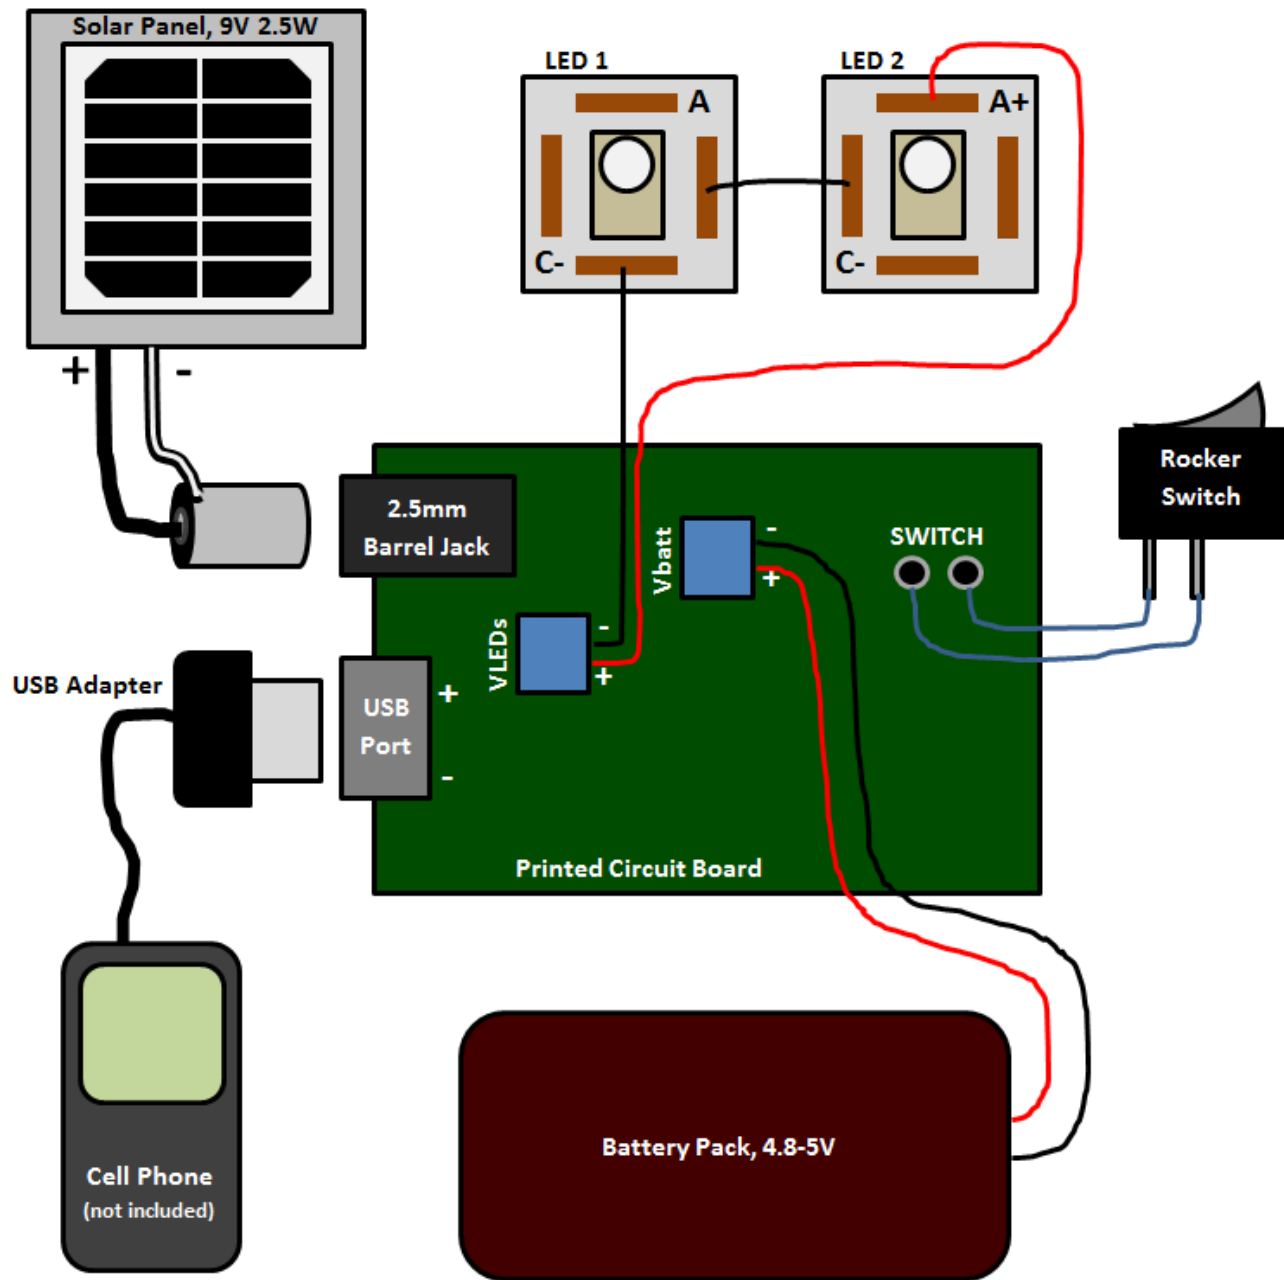 Solar Panel, 9V 2.5W
+ -
LED 1
A
C-
LED 2
A+
C-
Rocker
Switch
2.5mm
Barrel Jack
VLEDs
-
+
Vbatt
-
+
SWITCH
USB Adapter
USB
Port
+
-
Printed Circuit Board
Cell Phone
(not included)
Battery Pack, 4.8-5V